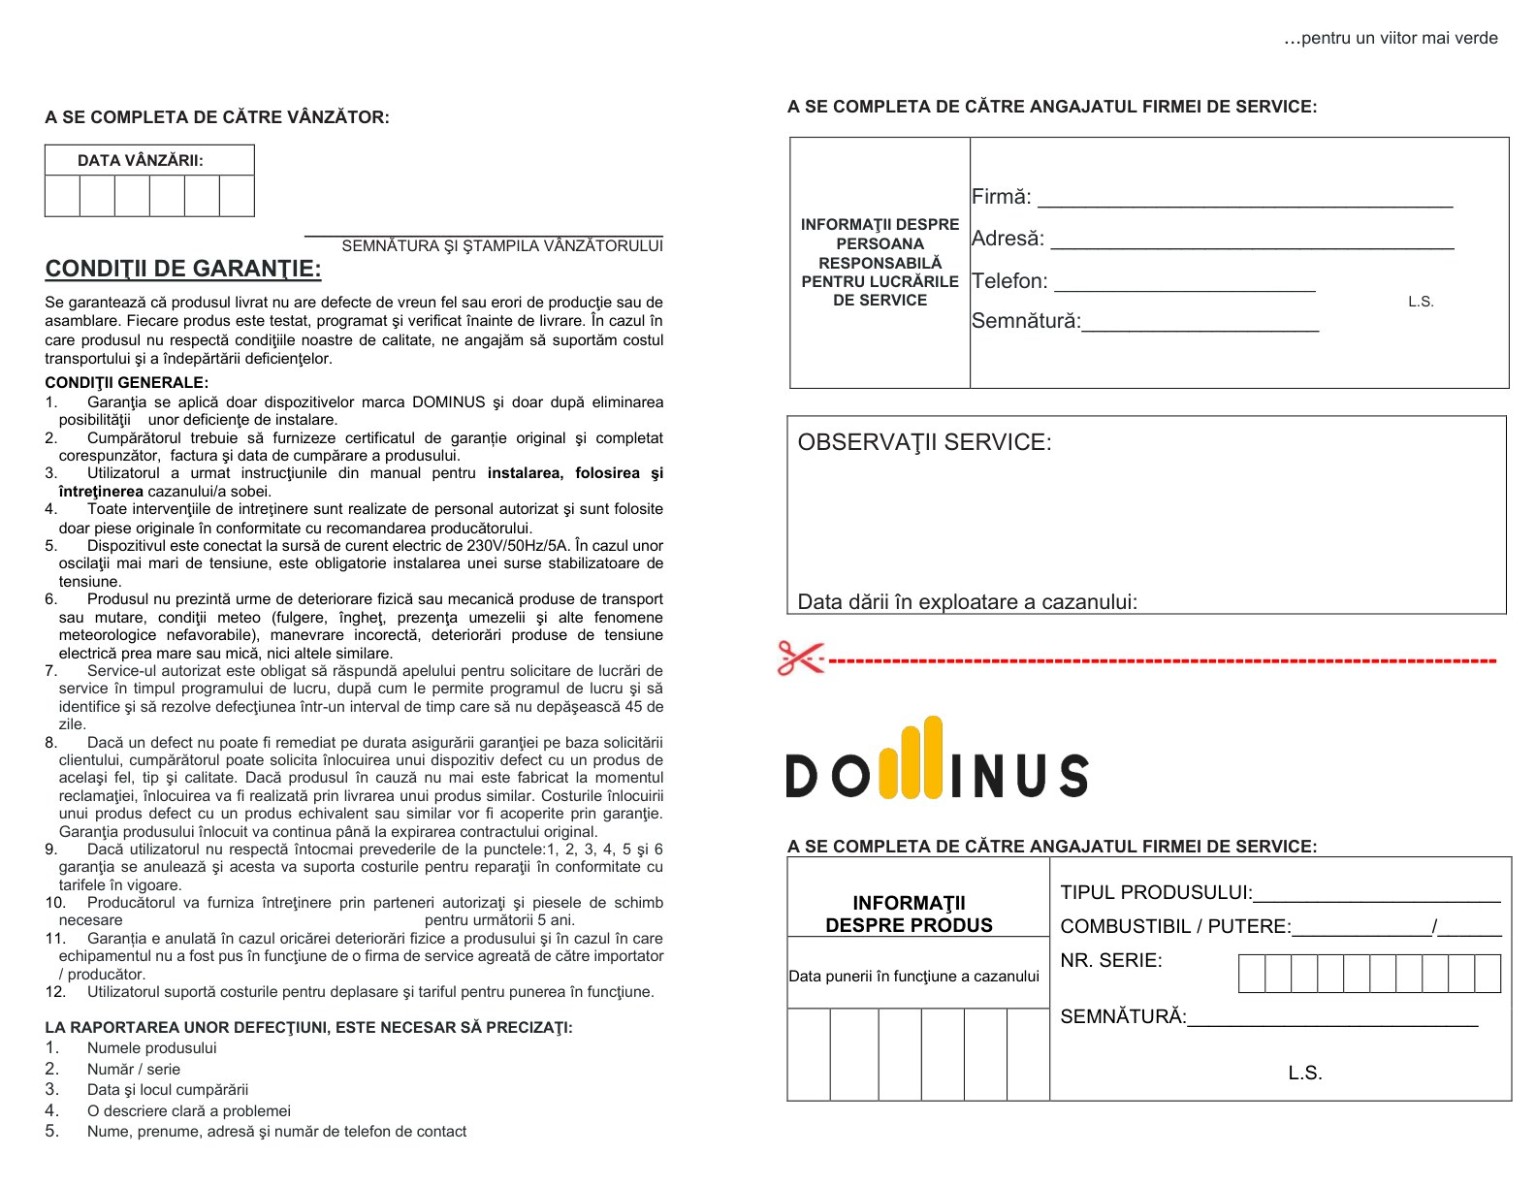 ...pentru un viitor mai verde
A SE COMPLETA DE CĂTRE VÂNZĂTOR:
DATA VÂNZĂRII:
SEMNĂTURA ŞI ŞTAMPILA VÂNZĂTORULUI
CONDIŢII DE GARANŢIE:
Se garantează că produsul livrat nu are defecte de vreun fel sau erori de producţie sau de
asamblare. Fiecare produs este testat, programat şi verificat înainte de livrare. În cazul în
care produsul nu respectă condiţiile noastre de calitate, ne angajăm să suportăm costul
transportului şi a îndepărtării deficienţelor.
CONDIŢII GENERALE:
1. Garanţia se aplică doar dispozitivelor marca DOMINUS şi doar după eliminarea
posibilităţii unor deficienţe de instalare.
2. Cumpărătorul trebuie să furnizeze certificatul de garanție original şi completat
corespunzător, factura şi data de cumpărare a produsului.
3. Utilizatorul a urmat instrucţiunile din manual pentru instalarea, folosirea şi
întreţinerea cazanului/a sobei.
4. Toate intervenţiile de intreţinere sunt realizate de personal autorizat şi sunt folosite
doar piese originale în conformitate cu recomandarea producătorului.
5. Dispozitivul este conectat la sursă de curent electric de 230V/50Hz/5A. În cazul unor
oscilaţii mai mari de tensiune, este obligatorie instalarea unei surse stabilizatoare de
tensiune.
6. Produsul nu prezintă urme de deteriorare fizică sau mecanică produse de transport
sau mutare, condiţii meteo (fulgere, îngheţ, prezenţa umezelii şi alte fenomene
meteorologice nefavorabile), manevrare incorectă, deteriorări produse de tensiune
electrică prea mare sau mică, nici altele similare.
7. Service-ul autorizat este obligat să răspundă apelului pentru solicitare de lucrări de
service în timpul programului de lucru, după cum le permite programul de lucru şi să
identifice şi să rezolve defecţiunea într-un interval de timp care să nu depăşească 45 de
zile.
8. Dacă un defect nu poate fi remediat pe durata asigurării garanţiei pe baza solicitării
clientului, cumpărătorul poate solicita înlocuirea unui dispozitiv defect cu un produs de
acelaşi fel, tip şi calitate. Dacă produsul în cauză nu mai este fabricat la momentul
reclamaţiei, înlocuirea va fi realizată prin livrarea unui produs similar. Costurile înlocuirii
unui produs defect cu un produs echivalent sau similar vor fi acoperite prin garanţie.
Garanţia produsului înlocuit va continua până la expirarea contractului original.
9. Dacă utilizatorul nu respectă întocmai prevederile de la punctele:1, 2, 3, 4, 5 şi 6
garanţia se anulează şi acesta va suporta costurile pentru reparaţii în conformitate cu
tarifele în vigoare.
10. Producătorul va furniza întreţinere prin parteneri autorizaţi şi piesele de schimb
necesare pentru următorii 5 ani.
11. Garanția e anulată în cazul oricărei deteriorări fizice a produsului şi în cazul în care
echipamentul nu a fost pus în funcţiune de o firma de service agreată de către importator
/ producător.
12. Utilizatorul suportă costurile pentru deplasare şi tariful pentru punerea în funcţiune.
LA RAPORTAREA UNOR DEFECŢIUNI, ESTE NECESAR SĂ PRECIZAŢI:
1. Numele produsului
2. Număr / serie
3. Data şi locul cumpărării
4. O descriere clară a problemei
5. Nume, prenume, adresă şi număr de telefon de contact
A SE COMPLETA DE CĂTRE ANGAJATUL FIRMEI DE SERVICE:
INFORMAŢII DESPRE
PERSOANA
RESPONSABILĂ
PENTRU LUCRĂRILE
DE SERVICE
Firmă:
Adresă:
Telefon:
L.S.
Semnătură:
OBSERVAŢII SERVICE:
Data dării în exploatare a cazanului:
DOMINUS
A SE COMPLETA DE CĂTRE ANGAJATUL FIRMEI DE SERVICE:
INFORMAŢII
DESPRE PRODUS
Data punerii în funcţiune a cazanului
TIPUL PRODUSULUI:
COMBUSTIBIL / PUTERE: /
NR. SERIE:
SEMNĂTURĂ:
L.S.